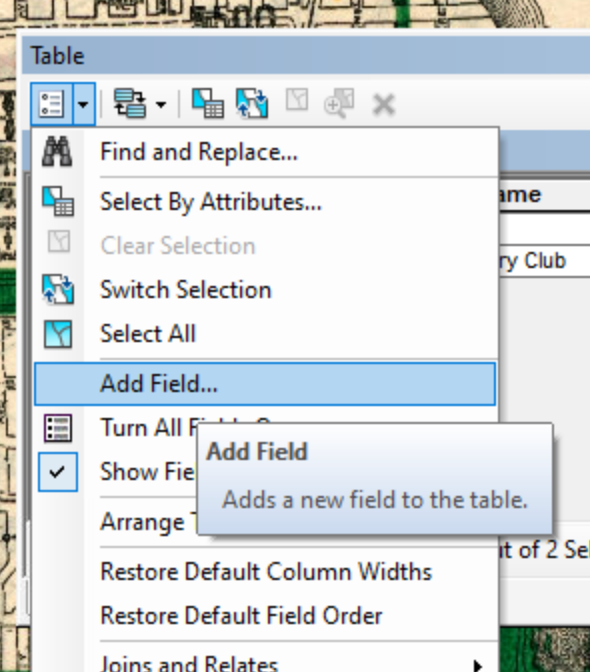 Table
Find and Replace...
ame
Select By Attributes...
Clear Selection
ry Club
Switch Selection
Select All
Add Field...
Turn All
Add Field
Show Fie
Adds a new field to the table.
Arrange
t of 2 Sel
Restore Default Column Widths
Restore Default Field Order
Joins and Relates